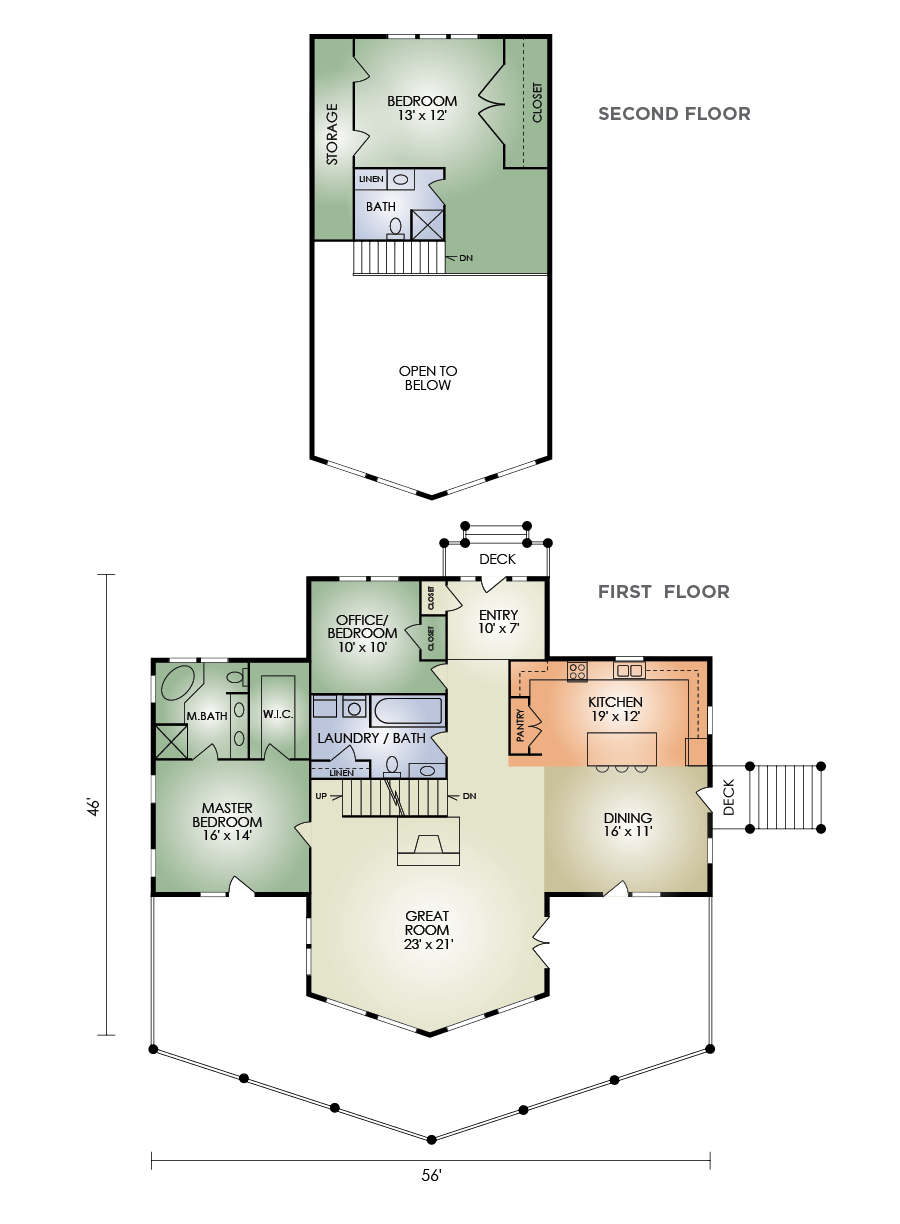 SECOND FLOOR
BEDROOM
13' x 12'
STORAGE
CLOSET
LINEN
BATH
DN
OPEN TO
BELOW
FIRST FLOOR
DECK
ENTRY
10' x 7'
CLOSET
CLOSET
OFFICE/
BEDROOM
10' x 10'
M.BATH
W.I.C.
LAUNDRY / BATH
LINEN
KITCHEN
19' x 12'
PANTRY
UP
DN
MASTER
BEDROOM
16' x 14'
DINING
16' x 11'
DECK
GREAT
ROOM
23' x 21'
46'
56'